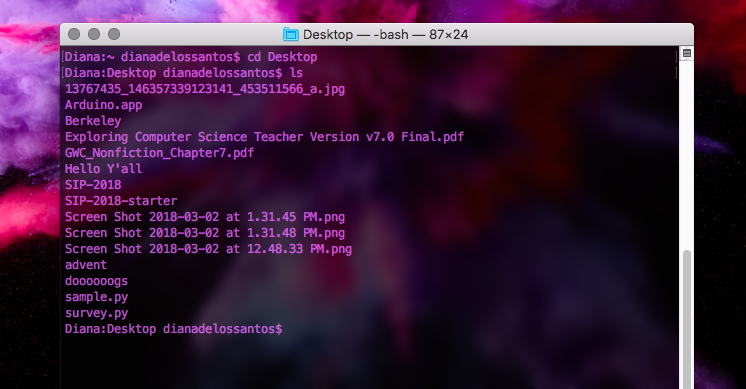 Desktop — -bash — 87×24
Diana:~ dianadelossantos$ cd Desktop
Diana:Desktop dianadelossantos$ ls
13767435_146357339123141_453511566_a.jpg
Arduino.app
Berkeley
Exploring Computer Science Teacher Version v7.0 Final.pdf
GWC_Nonfiction_Chapter7.pdf
Hello Y'all
SIP-2018
SIP-2018-starter
Screen Shot 2018-03-02 at 1.31.45 PM.png
Screen Shot 2018-03-02 at 1.31.48 PM.png
Screen Shot 2018-03-02 at 12.48.33 PM.png
advent
doooooogs
sample.py
survey.py
Diana:Desktop dianadelossantos$